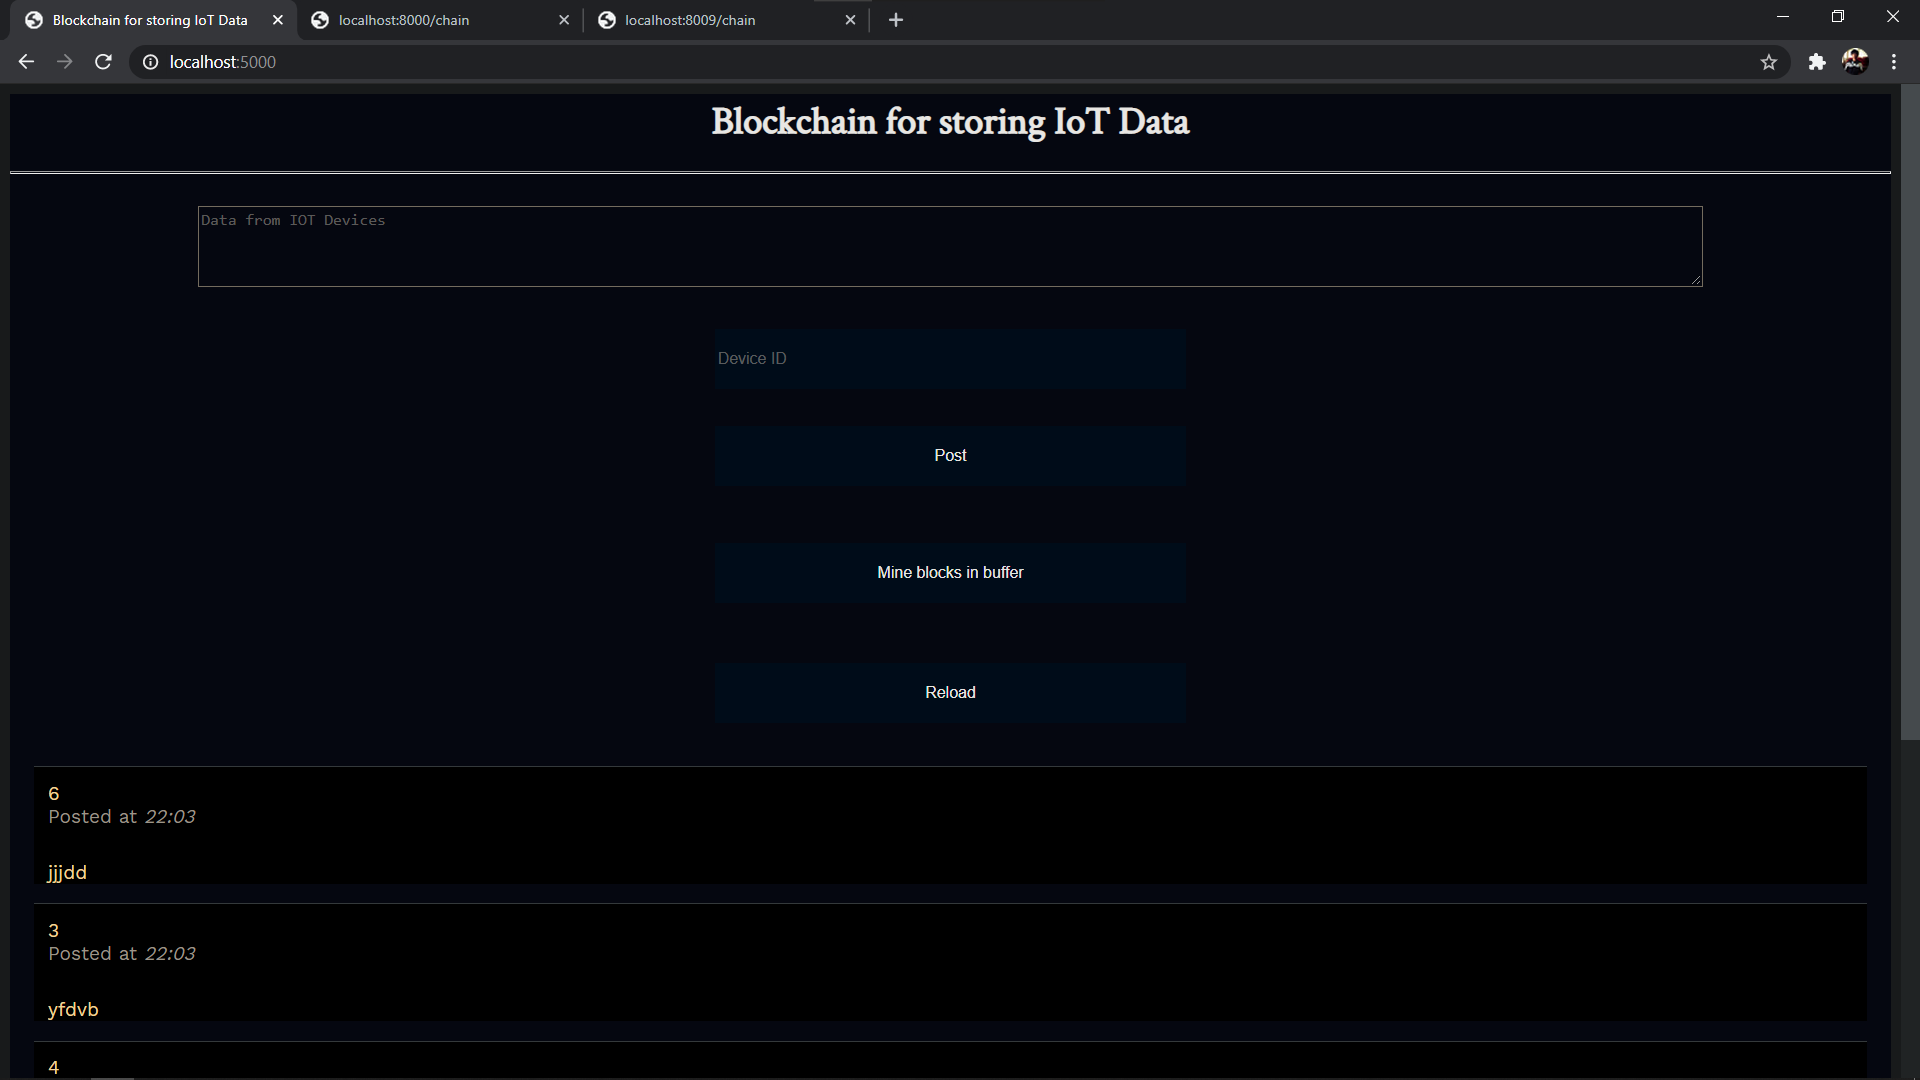 Blockchain for storing IoT Data
localhost:8000/chain
localhost:8009/chain
localhost:5000
Blockchain for storing IoT Data
Data from IOT Devices
Device ID
Post
Mine blocks in buffer
Reload
6
Posted at 22:03
jjjdd
3
Posted at 22:03
yfdvb
4